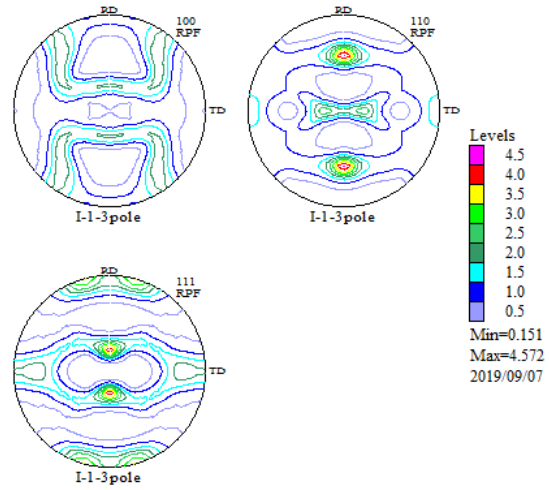 RD
100
RPF
TD
I-1-3pole
RD
110
RPF
TD
I-1-3pole
Levels
4.5
4.0
3.5
3.0
2.5
2.0
1.5
1.0
0.5
Min=0.151
Max=4.572
2019/09/07
RD
111
RPF
TD
I-1-3pole